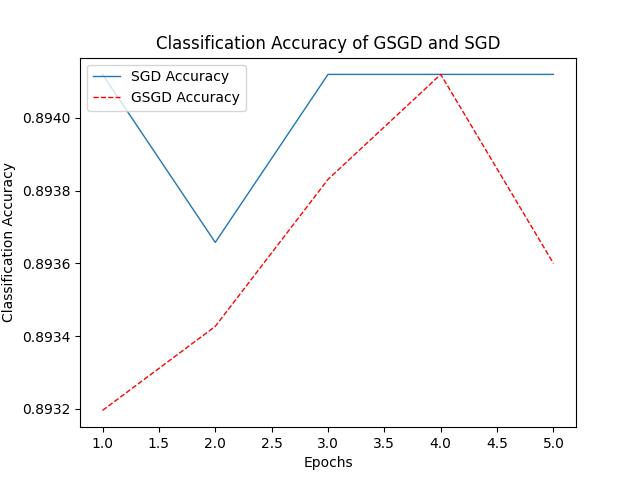 Classification Accuracy of GSGD and SGD
SGD Accuracy
GSGD Accuracy
Classification Accuracy
0.8940
0.8938
0.8936
0.8934
0.8932
1.0 1.5 2.0 2.5 3.0 3.5 4.0 4.5 5.0
Epochs